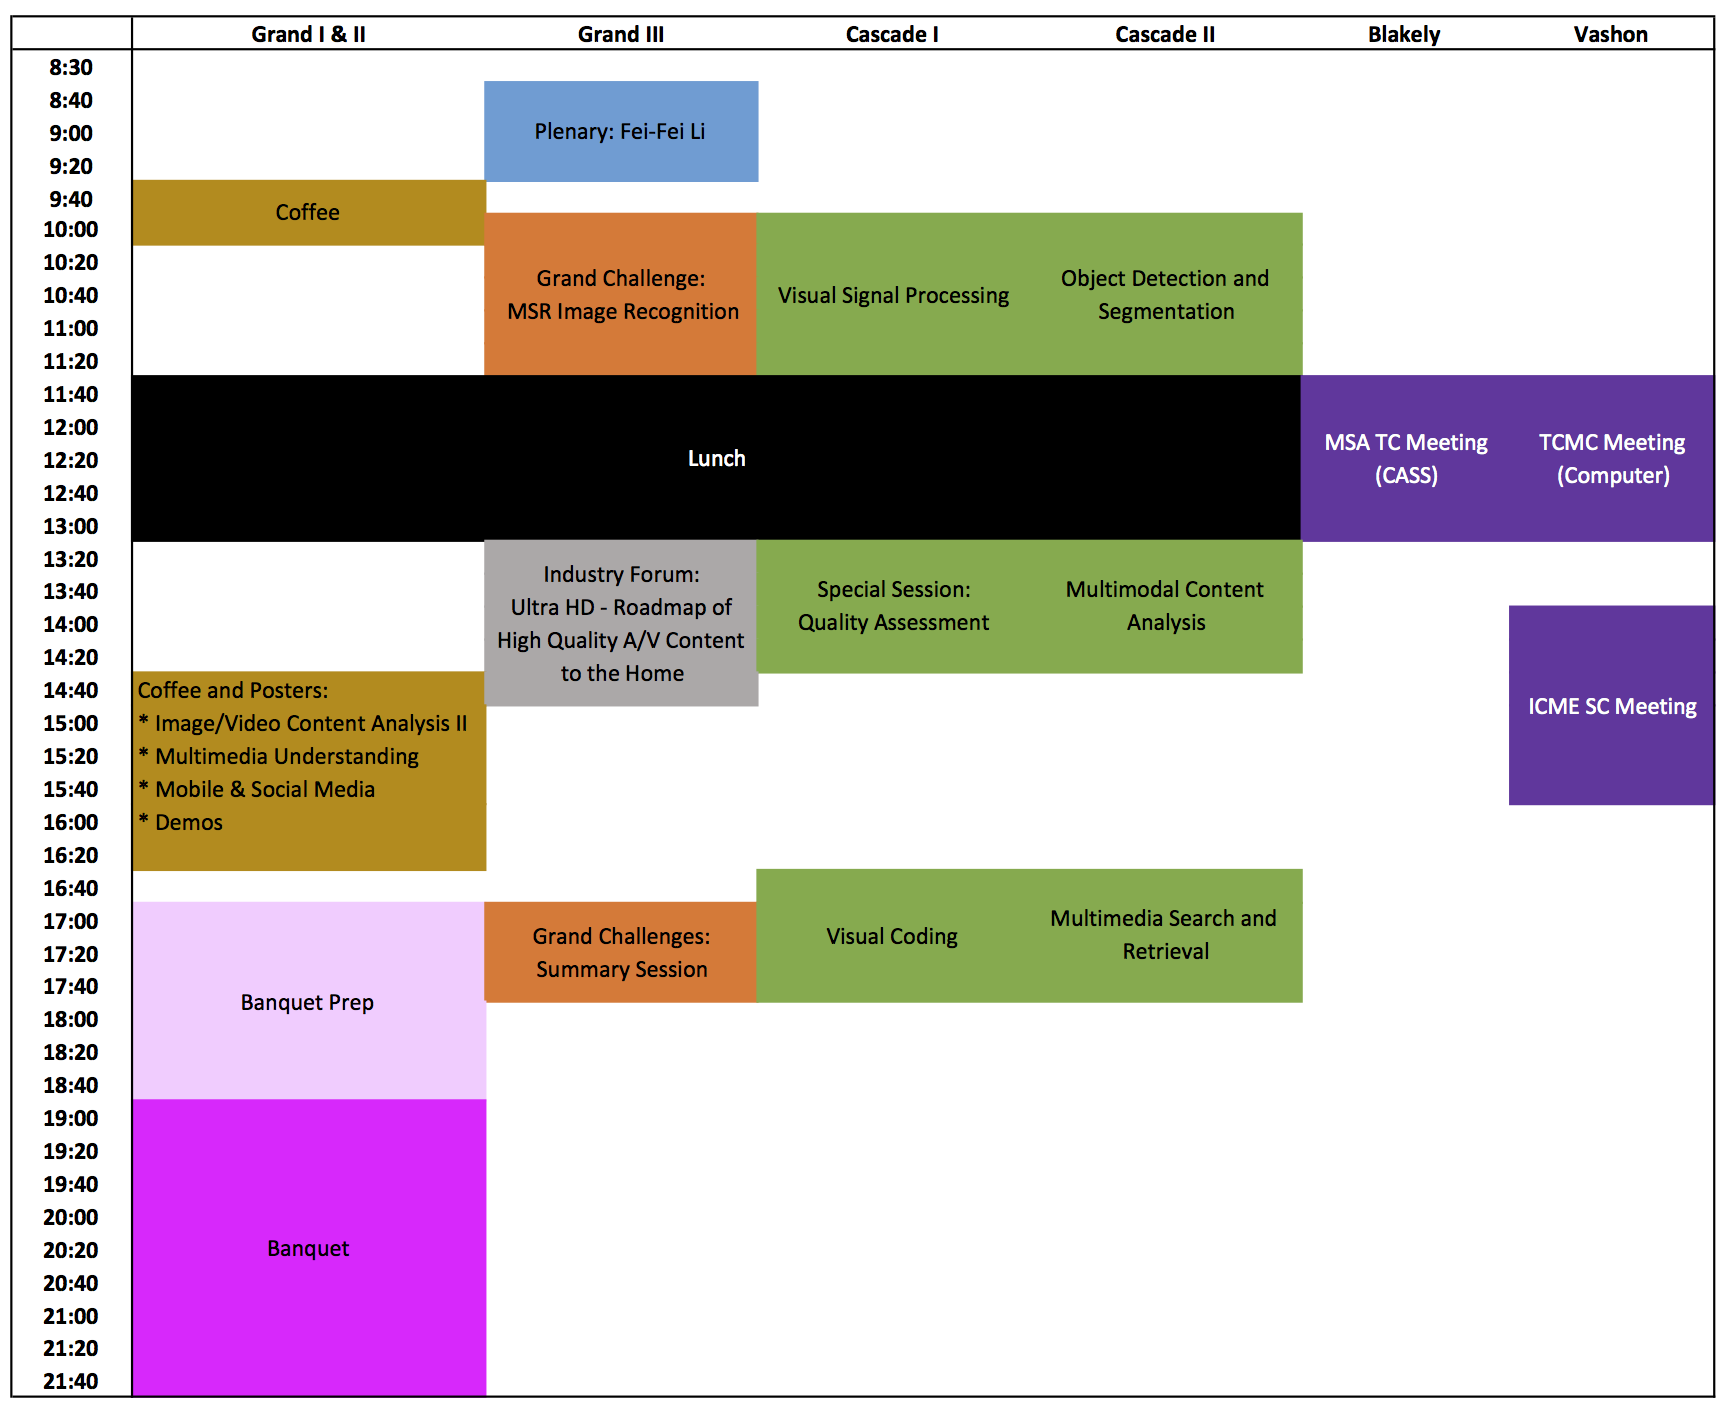 Grand I & II Grand III Cascade I Cascade II Blakely Vashon
8:30
8:40
9:00
9:20
9:40
10:00
10:20
10:40
11:00
11:20
11:40
12:00
12:20
12:40
13:00
13:20
13:40
14:00
14:20
14:40
15:00
15:20
15:40
16:00
16:20
16:40
17:00
17:20
17:40
18:00
18:20
18:40
19:00
19:20
19:40
20:00
20:20
20:40
21:00
21:20
21:40
Plenary: Fei-Fei Li
Coffee
Grand Challenge:
MSR Image Recognition
Visual Signal Processing
Object Detection and
Segmentation
Lunch
MSA TC Meeting
(CASS)
TCMC Meeting
(Computer)
Industry Forum:
Ultra HD - Roadmap of
High Quality A/V Content
to the Home
Special Session:
Quality Assessment
Multimodal Content
Analysis
ICME SC Meeting
Coffee and Posters:
* Image/Video Content Analysis II
* Multimedia Understanding
* Mobile & Social Media
* Demos
Banquet Prep
Grand Challenges:
Summary Session
Visual Coding
Multimedia Search and
Retrieval
Banquet